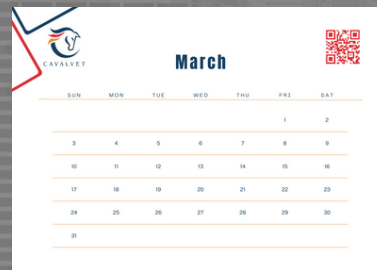 CAVALVET
March
SUN MON TUE WED THU FRI SAT
1 2
3 4 5 6 7 8 9
10 11 12 13 14 15 16
17 18 19 20 21 22 23
24 25 26 27 28 29 30
31